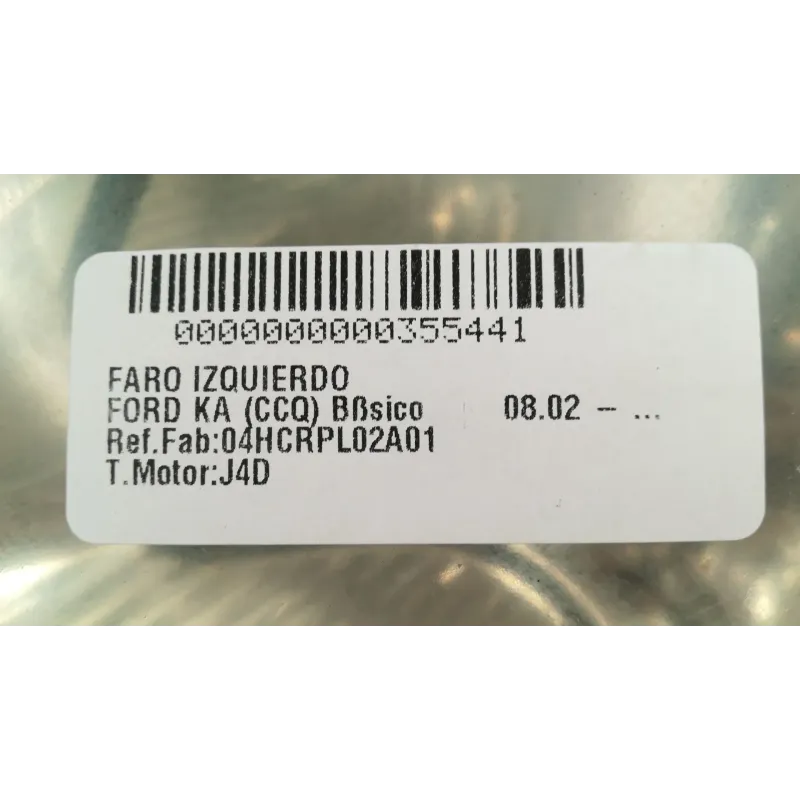 0000000000355441
FARO IZQUIERDO
FORD KA (CCQ) Bßsico 08.02 – ...
Ref.Fab:04HCRPL02A01
T.Motor:J4D